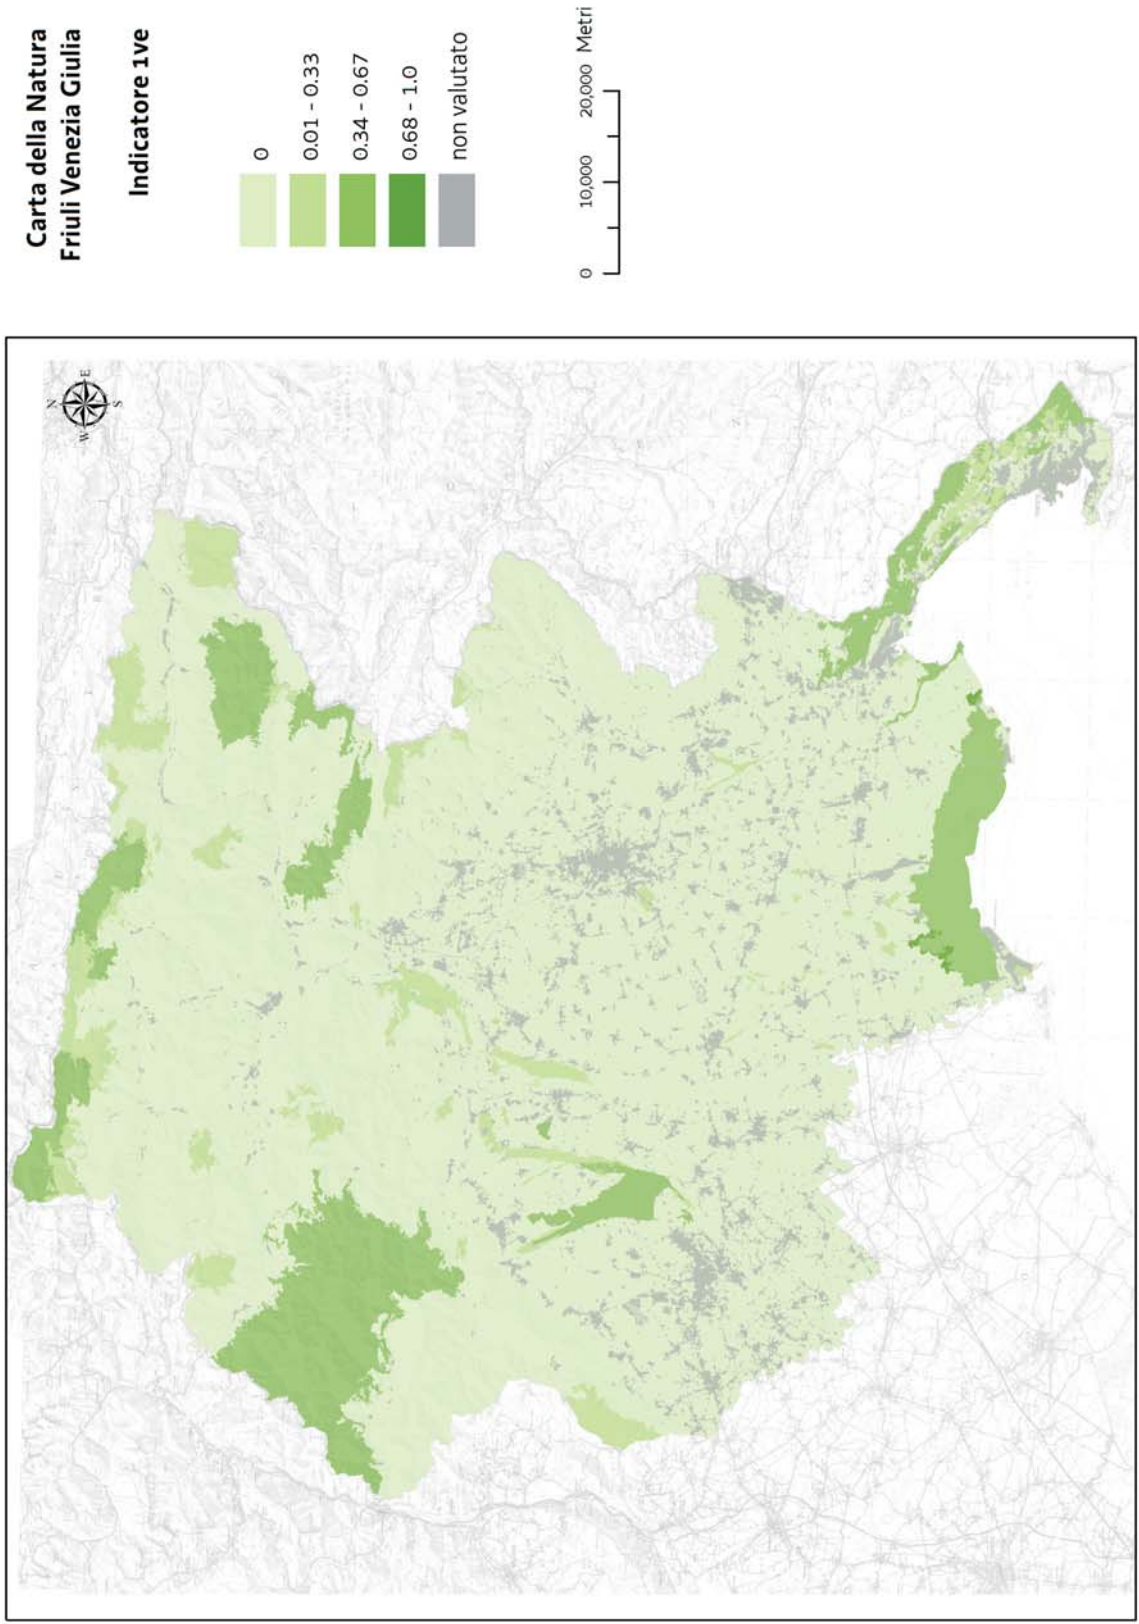 Carta della Natura
Friuli Venezia Giulia
Indicatore 1ve
0
0.01 - 0.33
0.34 - 0.67
0.68 - 1.0
non valutato
0 10,000 20,000 Metri
N
W E
S